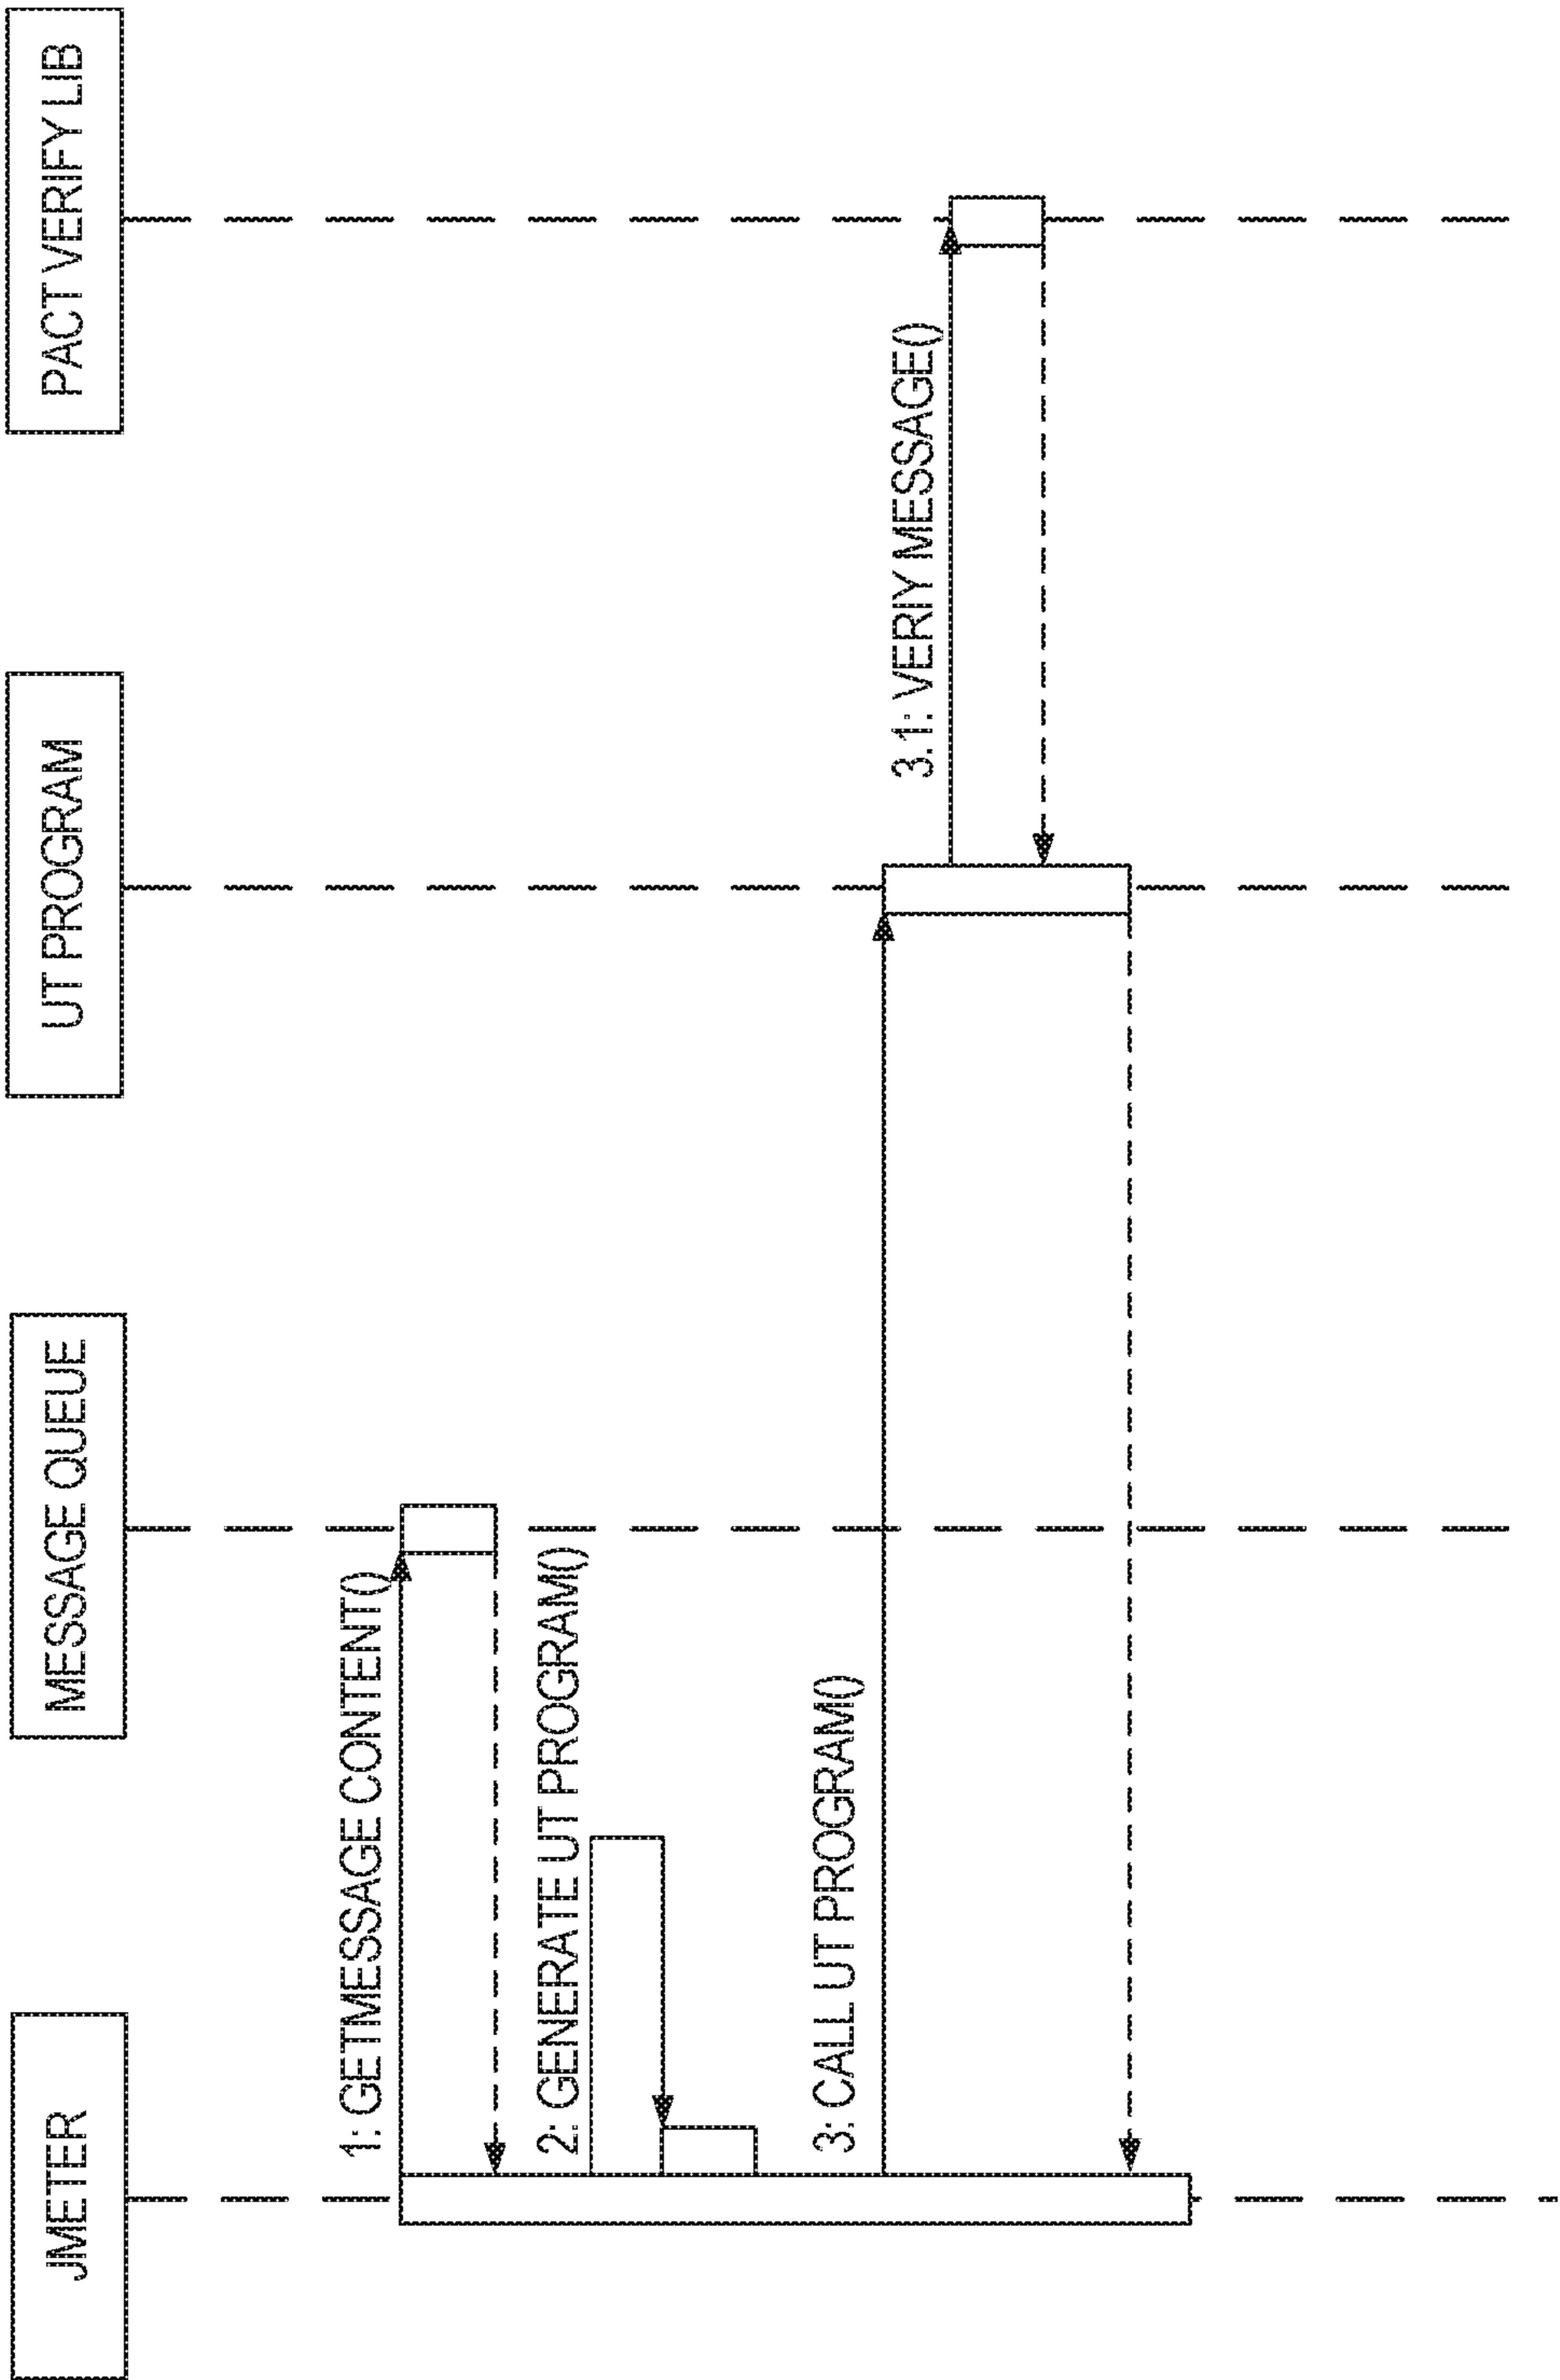 JMETER
MESSAGE QUEUE
UT PROGRAM
PACT VERIFY LIB
1: GETMESSAGE CONTENT()
2: GENERATE UT PROGRAM()
3: CALL UT PROGRAM()
3.1: VERIY MESSAGE()